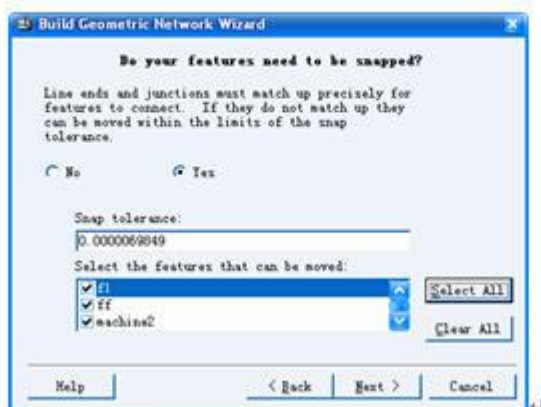 Build Geometric Network Wizard
Do your features need to be snapped?
Line ends and junctions must match up precisely for
features to connect. If they do not match up they
can be moved within the limits of the snap
tolerance.
No Yes
Snap tolerance:
0.0000069849
Select the features that can be moved:
fl
ff
machine2
Select All
Clear All
Help < Back Next > Cancel